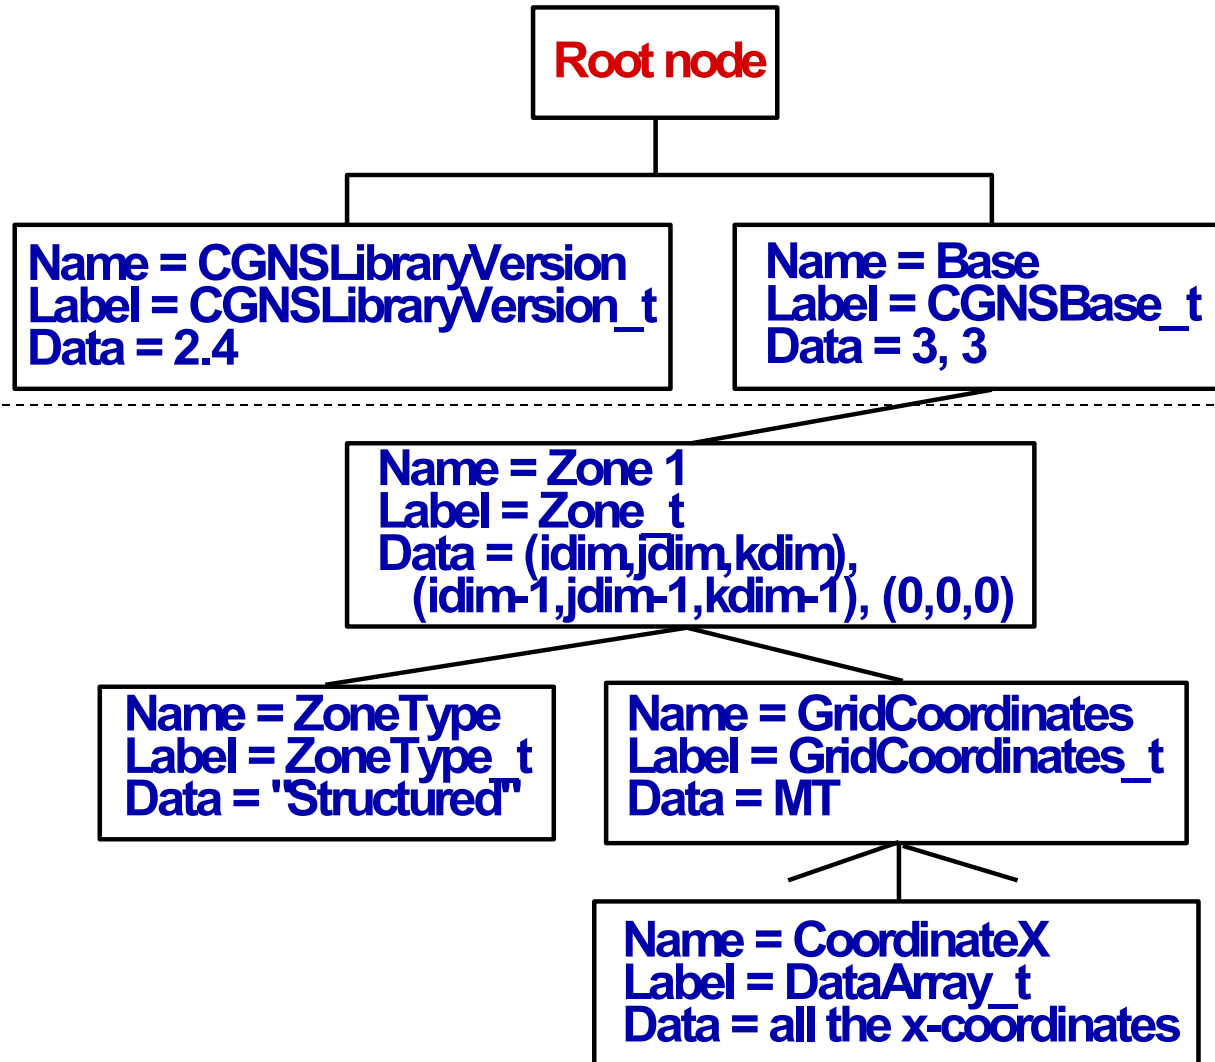 Root node
Name = CGNSLibraryVersion
Label = CGNSLibraryVersion_t
Data = 2.4
Name = Base
Label = CGNSBase_t
Data = 3, 3
Name = Zone 1
Label = Zone_t
Data = (idim,jdim,kdim),
(idim-1,jdim-1,kdim-1), (0,0,0)
Name = ZoneType
Label = ZoneType_t
Data = "Structured"
Name = GridCoordinates
Label = GridCoordinates_t
Data = MT
Name = CoordinateX
Label = DataArray_t
Data = all the x-coordinates